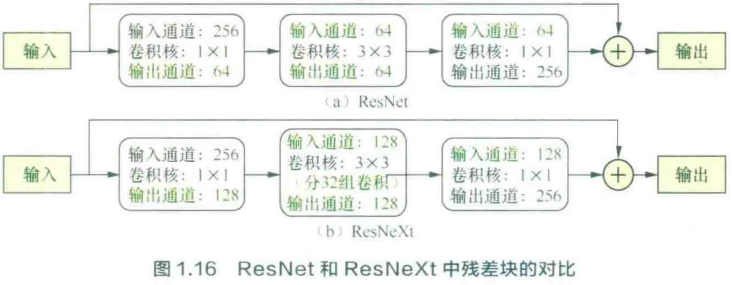 输入
输入通道：256
卷积核：1×1
输出通道：64
输入通道：64
卷积核：3×3
输出通道：64
输入通道：64
卷积核：1×1
输出通道：256
+
输出
（a）ResNet
输入
输入通道：256
卷积核：1×1
输出通道：128
输入通道：128
卷积核：3×3
（分32组卷积）
输出通道：128
输入通道：128
卷积核：1×1
输出通道：256
+
输出
（b）ResNeXt
图 1.16 ResNet 和 ResNeXt 中残差块的对比